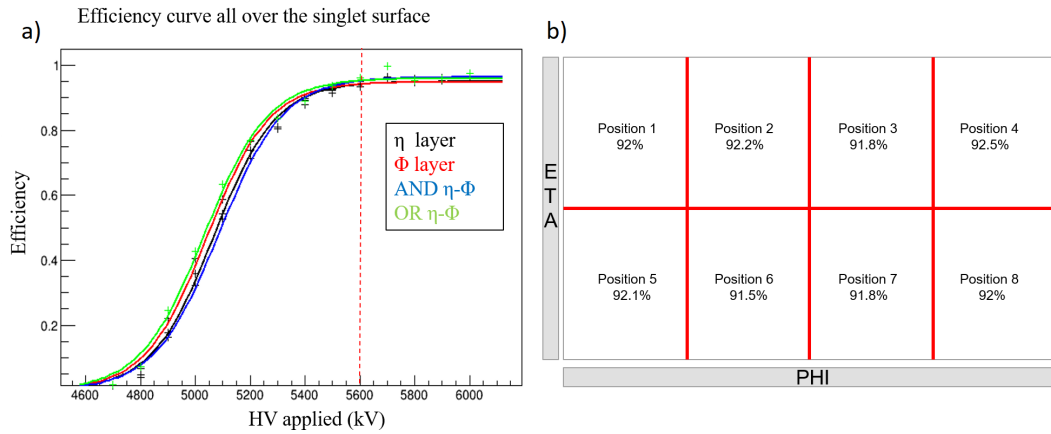 Efficiency curve all over the singlet surface
a)
b)
Efficiency
1
0.8
0.6
0.4
0.2
4600 4800 5000 5200 5400 5600 5800 6000
HV applied (kV)
η layer
Φ layer
AND η-Φ
OR η-Φ
ETA
Position 1
92%
Position 2
92.2%
Position 3
91.8%
Position 4
92.5%
Position 5
92.1%
Position 6
91.5%
Position 7
91.8%
Position 8
92%
PHI